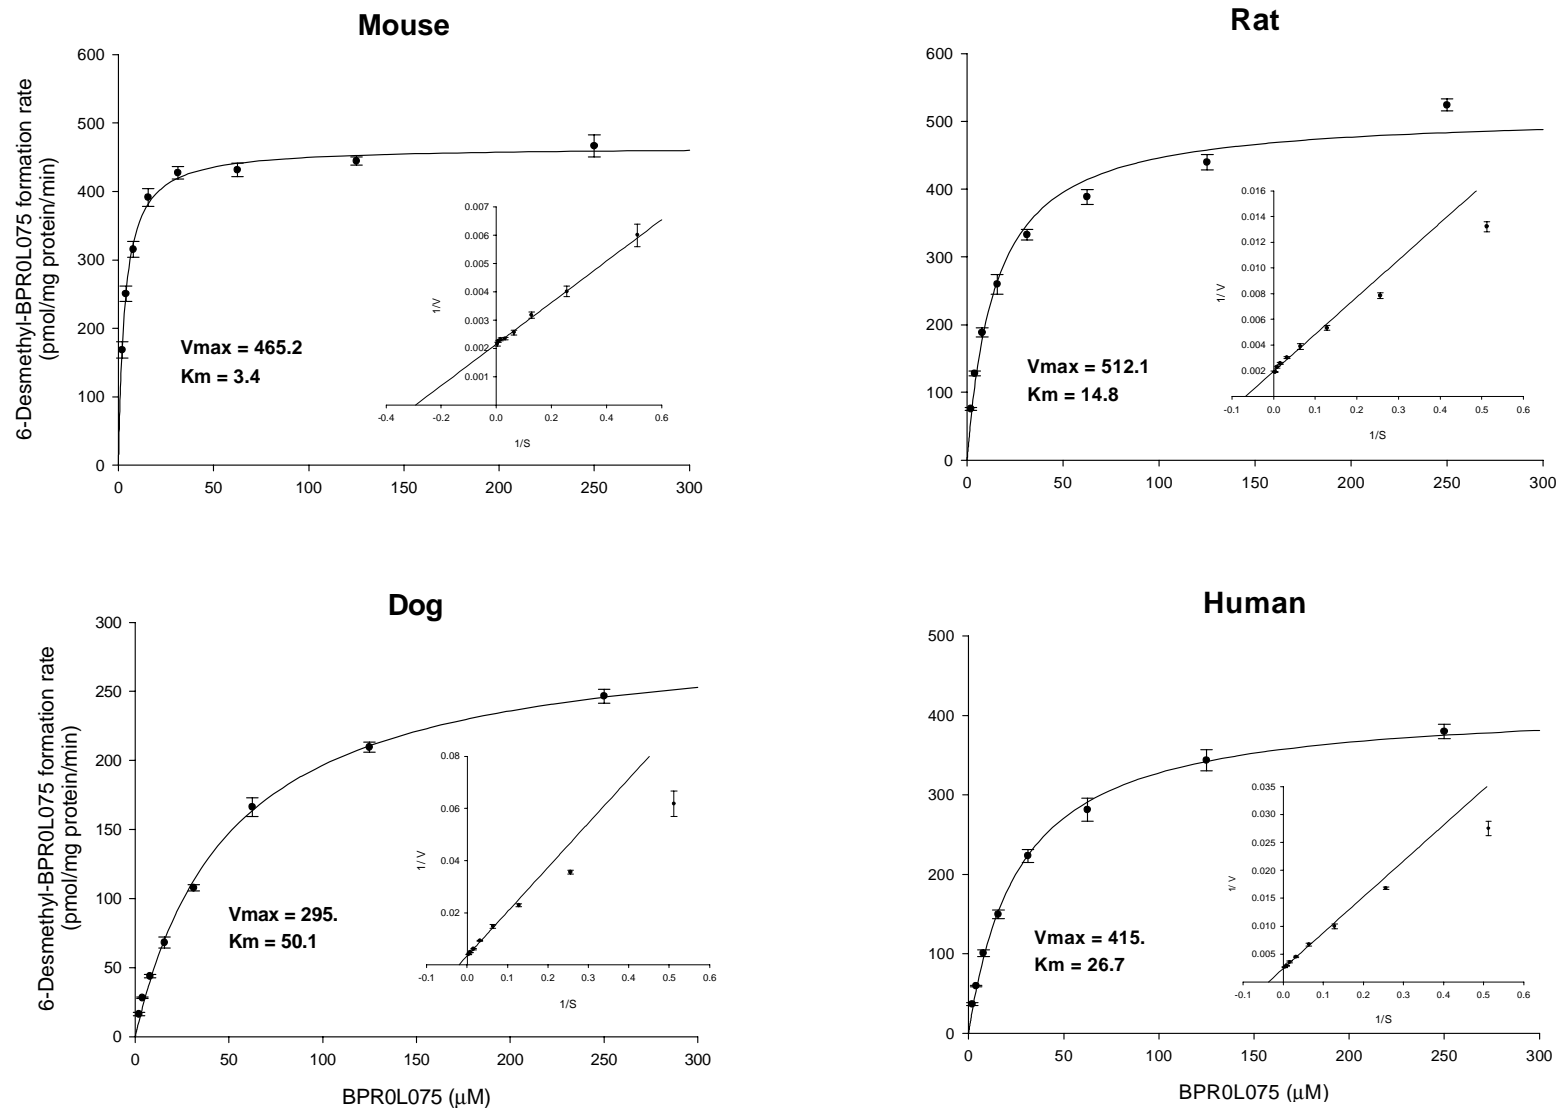 Mouse
6-Desmethyl-BPR0L075 formation rate
(pmol/mg protein/min)
600
500
400
300
200
100
0
0 50 100 150 200 250 300
Vmax = 465.2
Km = 3.4
1/V
0.007
0.006
0.005
0.004
0.003
0.002
0.001
-0.4 -0.2 0.0 0.2 0.4 0.6
1/S
Rat
600
500
400
300
200
100
0
0 50 100 150 200 250 300
Vmax = 512.1
Km = 14.8
1/ V
0.016
0.014
0.012
0.010
0.008
0.006
0.004
0.002
-0.1 0.0 0.1 0.2 0.3 0.4 0.5 0.6
1/S
Dog
6-Desmethyl-BPR0L075 formation rate
(pmol/mg protein/min)
300
250
200
150
100
50
0
0 50 100 150 200 250 300
BPR0L075 (μM)
Vmax = 295.
Km = 50.1
1/ V
0.08
0.06
0.04
0.02
-0.1 0.0 0.1 0.2 0.3 0.4 0.5 0.6
1/S
Human
500
400
300
200
100
0
0 50 100 150 200 250 300
BPR0L075 (μM)
Vmax = 415.
Km = 26.7
1/ V
0.035
0.030
0.025
0.020
0.015
0.010
0.005
-0.1 0.0 0.1 0.2 0.3 0.4 0.5 0.6
1/S